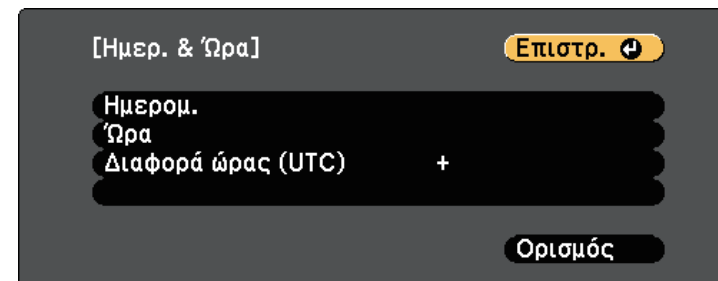 [Ημερ. & Ώρα]
Επιστρ.
Ημερομ.
Ώρα
Διαφορά ώρας (UTC) +
Ορισμός